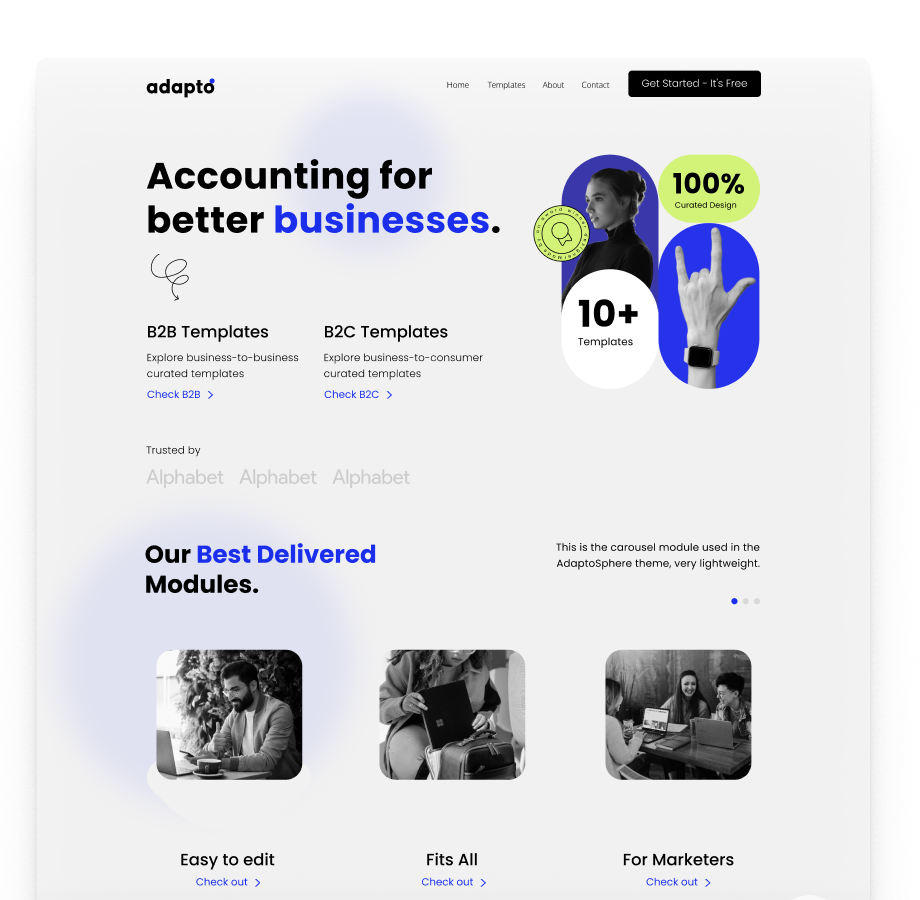 adapto
Home Templates About Contact Get Started - It's Free
Accounting for
better businesses.
100%
Curated Design
award winner
10+
Templates
B2B Templates
Explore business-to-business
curated templates
Check B2B
B2C Templates
Explore business-to-consumer
curated templates
Check B2C
Trusted by
Alphabet Alphabet Alphabet
Our Best Delivered
Modules.
This is the carousel module used in the
AdaptoSphere theme, very lightweight.
Easy to edit
Check out
Fits All
Check out
For Marketers
Check out